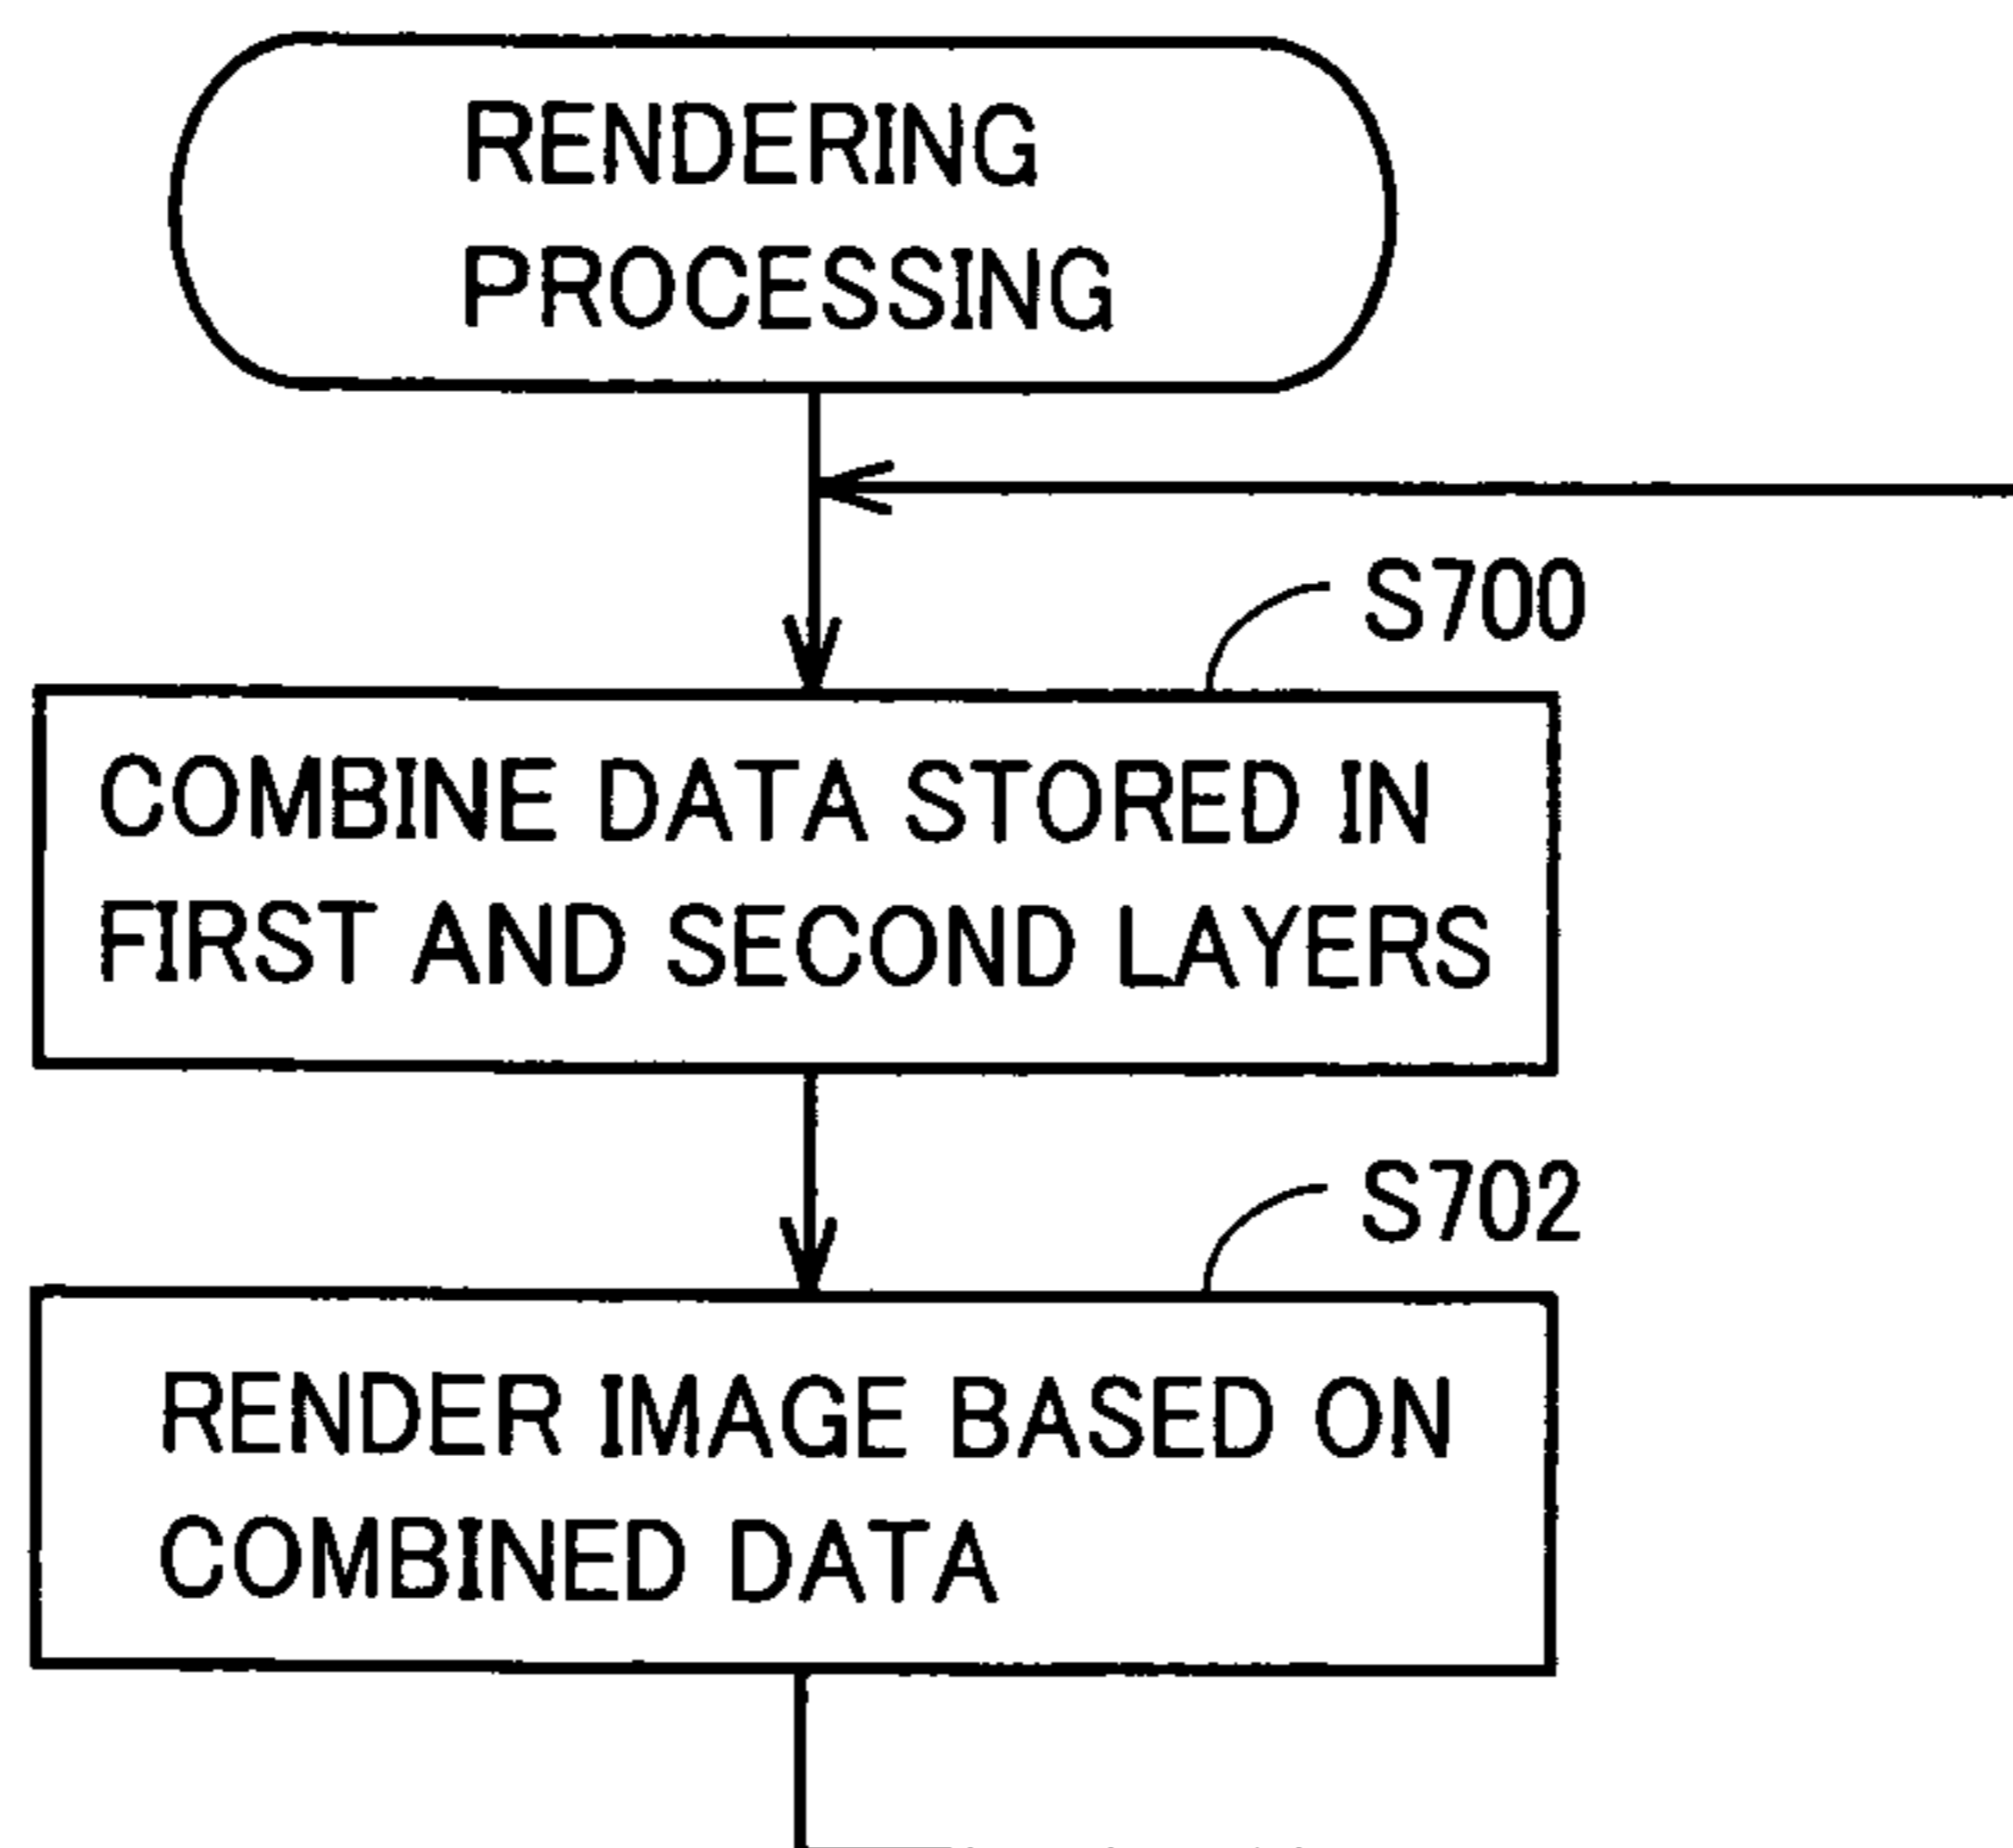 RENDERING
PROCESSING
S700
COMBINE DATA STORED IN
FIRST AND SECOND LAYERS
S702
RENDER IMAGE BASED ON
COMBINED DATA